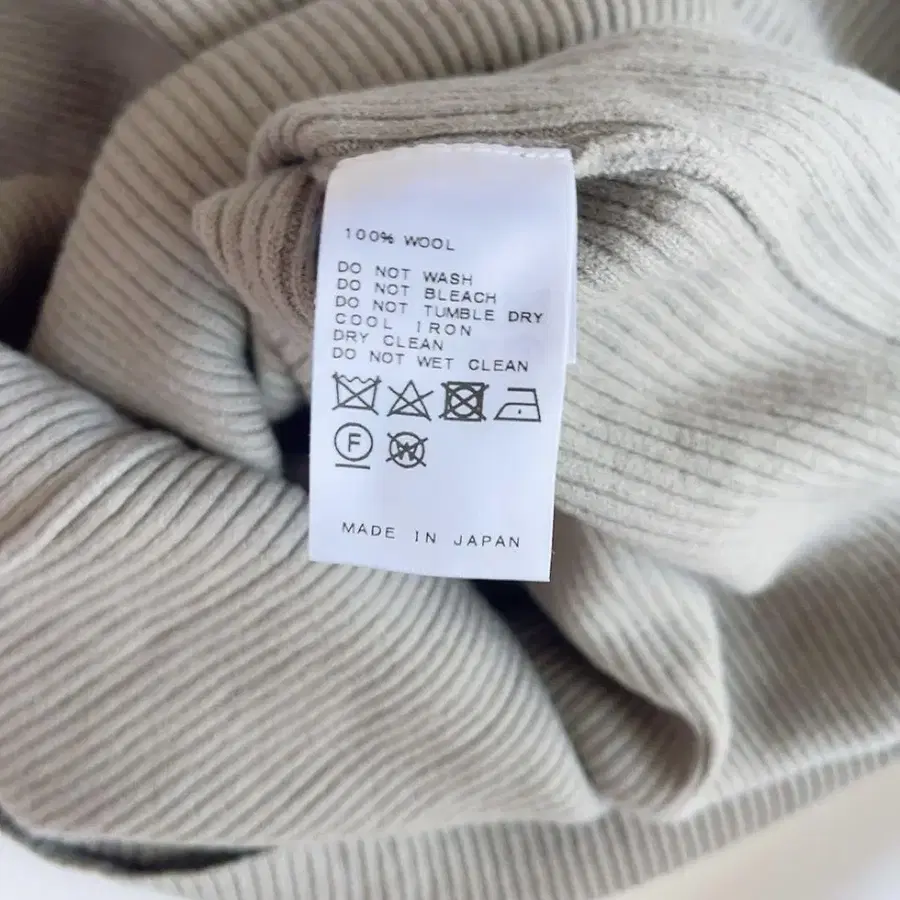 100% WOOL
DO NOT WASH
DO NOT BLEACH
DO NOT TUMBLE DRY
COOL IRON
DRY CLEAN
DO NOT WET CLEAN
F W
MADE IN JAPAN